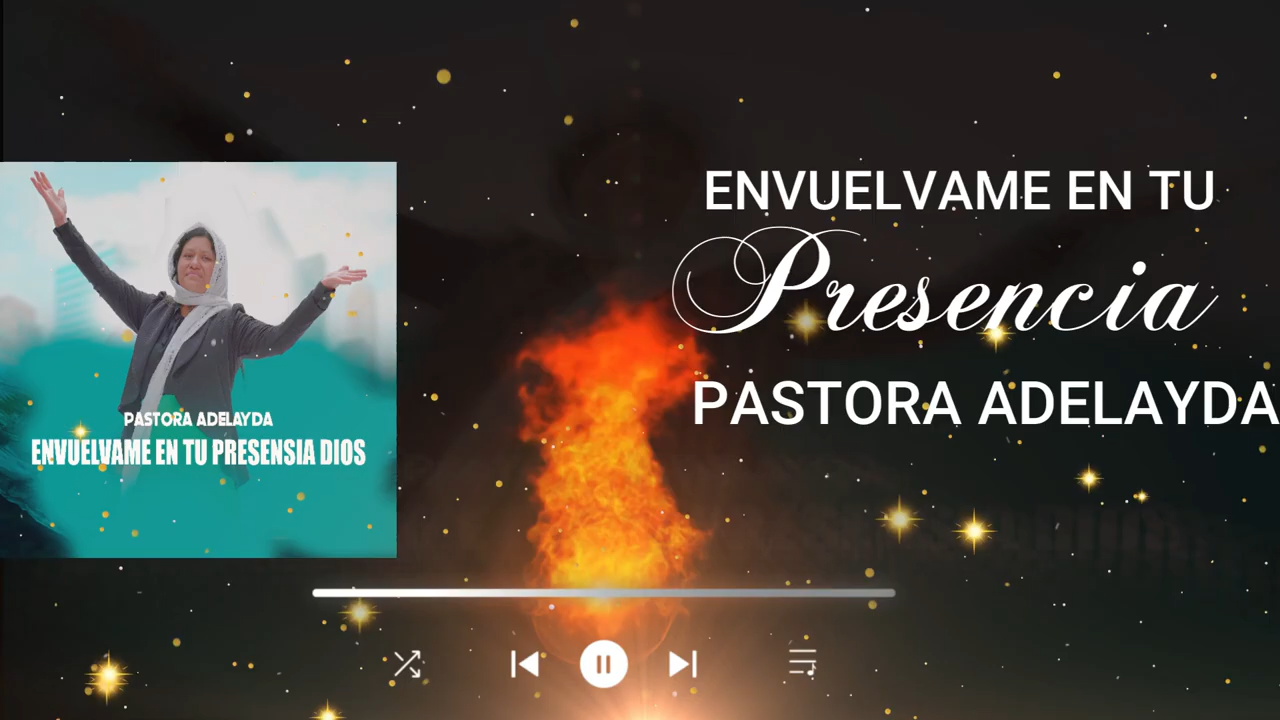 ENVUELVAME EN TU
Presencia
PASTORA ADELAYDA
PASTORA ADELAYDA
ENVUELVAME EN TU PRESENSIA DIOS